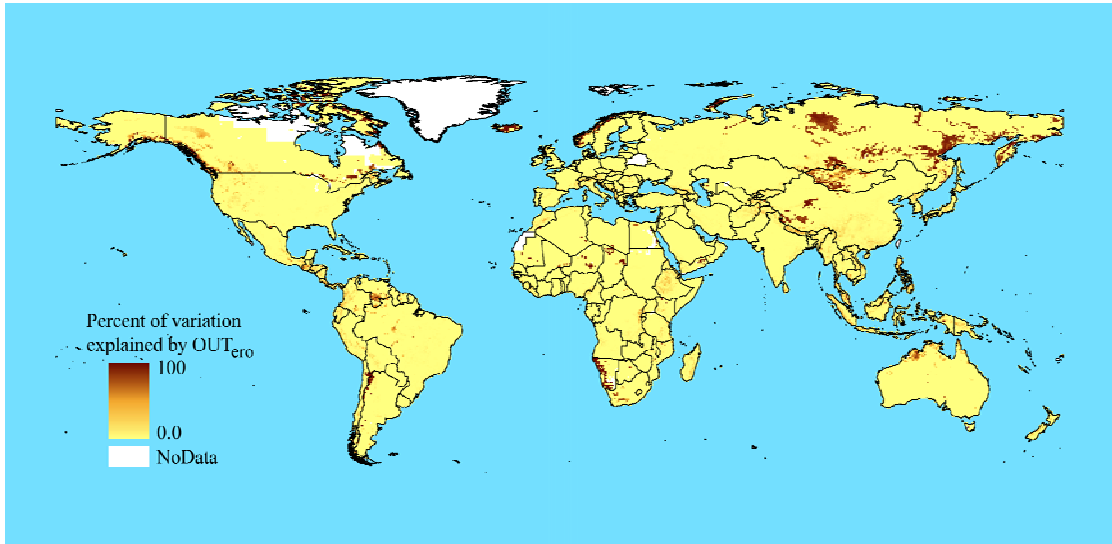 Percent of variation
explained by OUTero
100
0.0
NoData